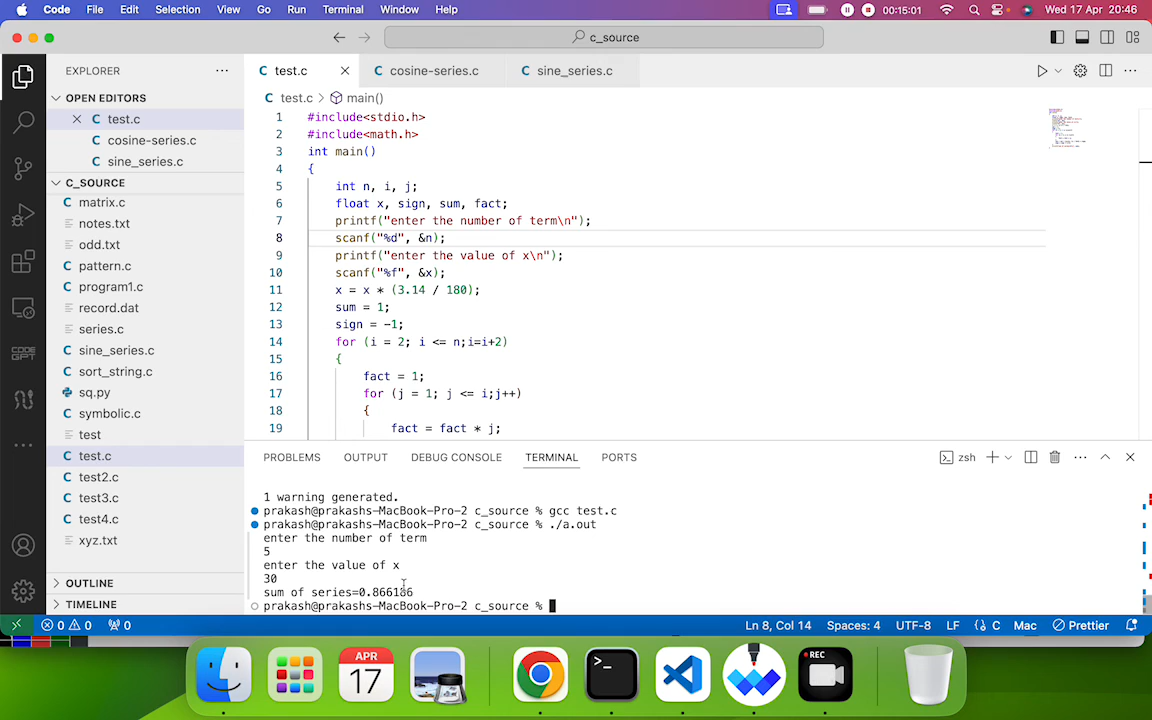 Code File Edit Selection View Go Run Terminal Window Help 00:15:01 Wed 17 Apr 20:46
c_source
EXPLORER
test.c cosine-series.c sine_series.c
OPEN EDITORS
test.c
cosine-series.c
sine_series.c
C_SOURCE
matrix.c
notes.txt
odd.txt
pattern.c
program1.c
record.dat
series.c
sine_series.c
sort_string.c
sq.py
symbolic.c
test
test.c
test2.c
test3.c
test4.c
xyz.txt
OUTLINE
TIMELINE
CODE
GPT
C test.c > main()
1 #include<stdio.h>
2 #include<math.h>
3 int main()
4 {
5 int n, i, j;
6 float x, sign, sum, fact;
7 printf("enter the number of term\n");
8 scanf("%d", &n);
9 printf("enter the value of x\n");
10 scanf("%f", &x);
11 x = x * (3.14 / 180);
12 sum = 1;
13 sign = -1;
14 for (i = 2; i <= n;i=i+2)
15 {
16 fact = 1;
17 for (j = 1; j <= i;j++)
18 {
19 fact = fact * j;
PROBLEMS OUTPUT DEBUG CONSOLE TERMINAL PORTS zsh
1 warning generated.
prakash@prakashs-MacBook-Pro-2 c_source % gcc test.c
prakash@prakashs-MacBook-Pro-2 c_source % ./a.out
enter the number of term
5
enter the value of x
30
sum of series=0.866186
prakash@prakashs-MacBook-Pro-2 c_source %
0 0 0 Ln 8, Col 14 Spaces: 4 UTF-8 LF {} C Mac Prettier
APR
17
REC